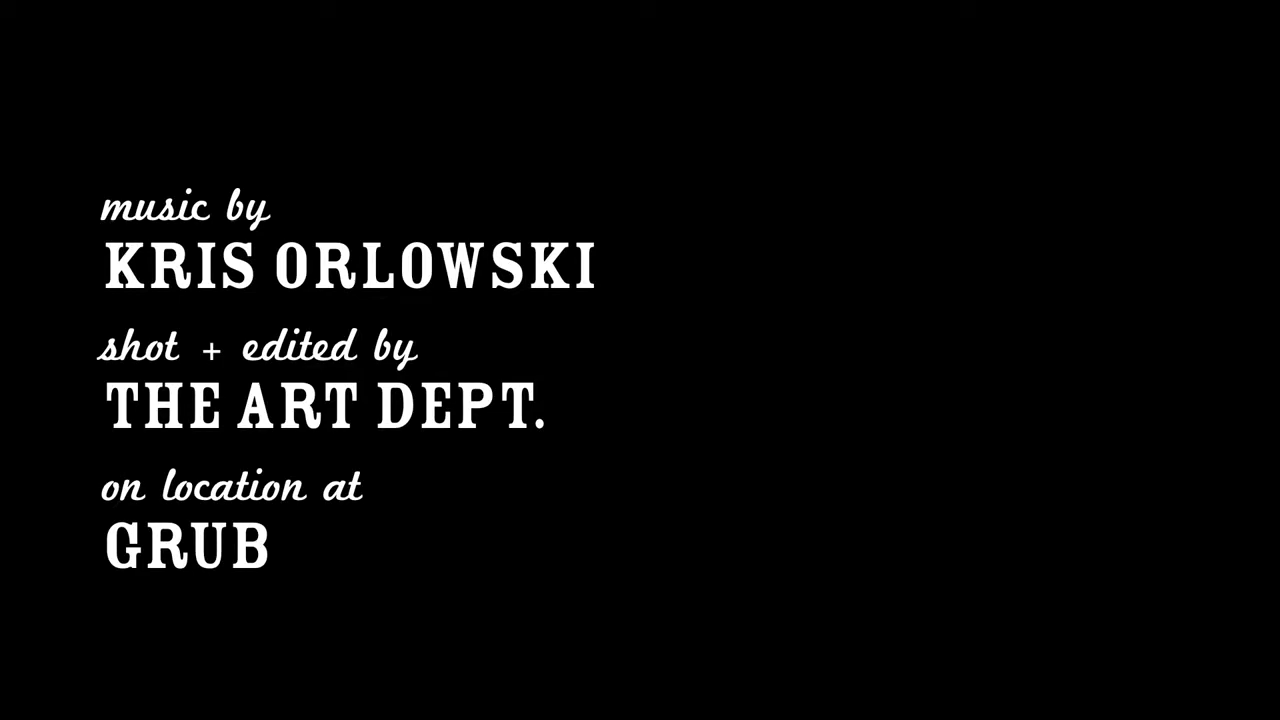 music by
KRIS ORLOWSKI
shot + edited by
THE ART DEPT.
on location at
GRUB